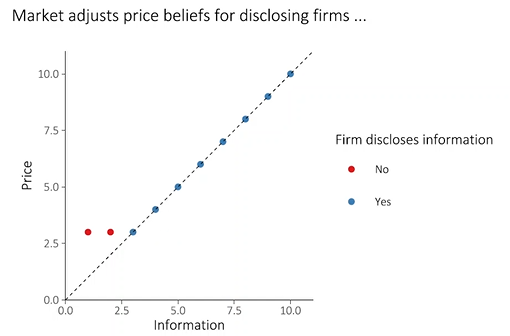 Market adjusts price beliefs for disclosing firms ...
10.0
7.5
5.0
2.5
0.0
Price
0.0 2.5 5.0 7.5 10.0
Information
Firm discloses information
No
Yes